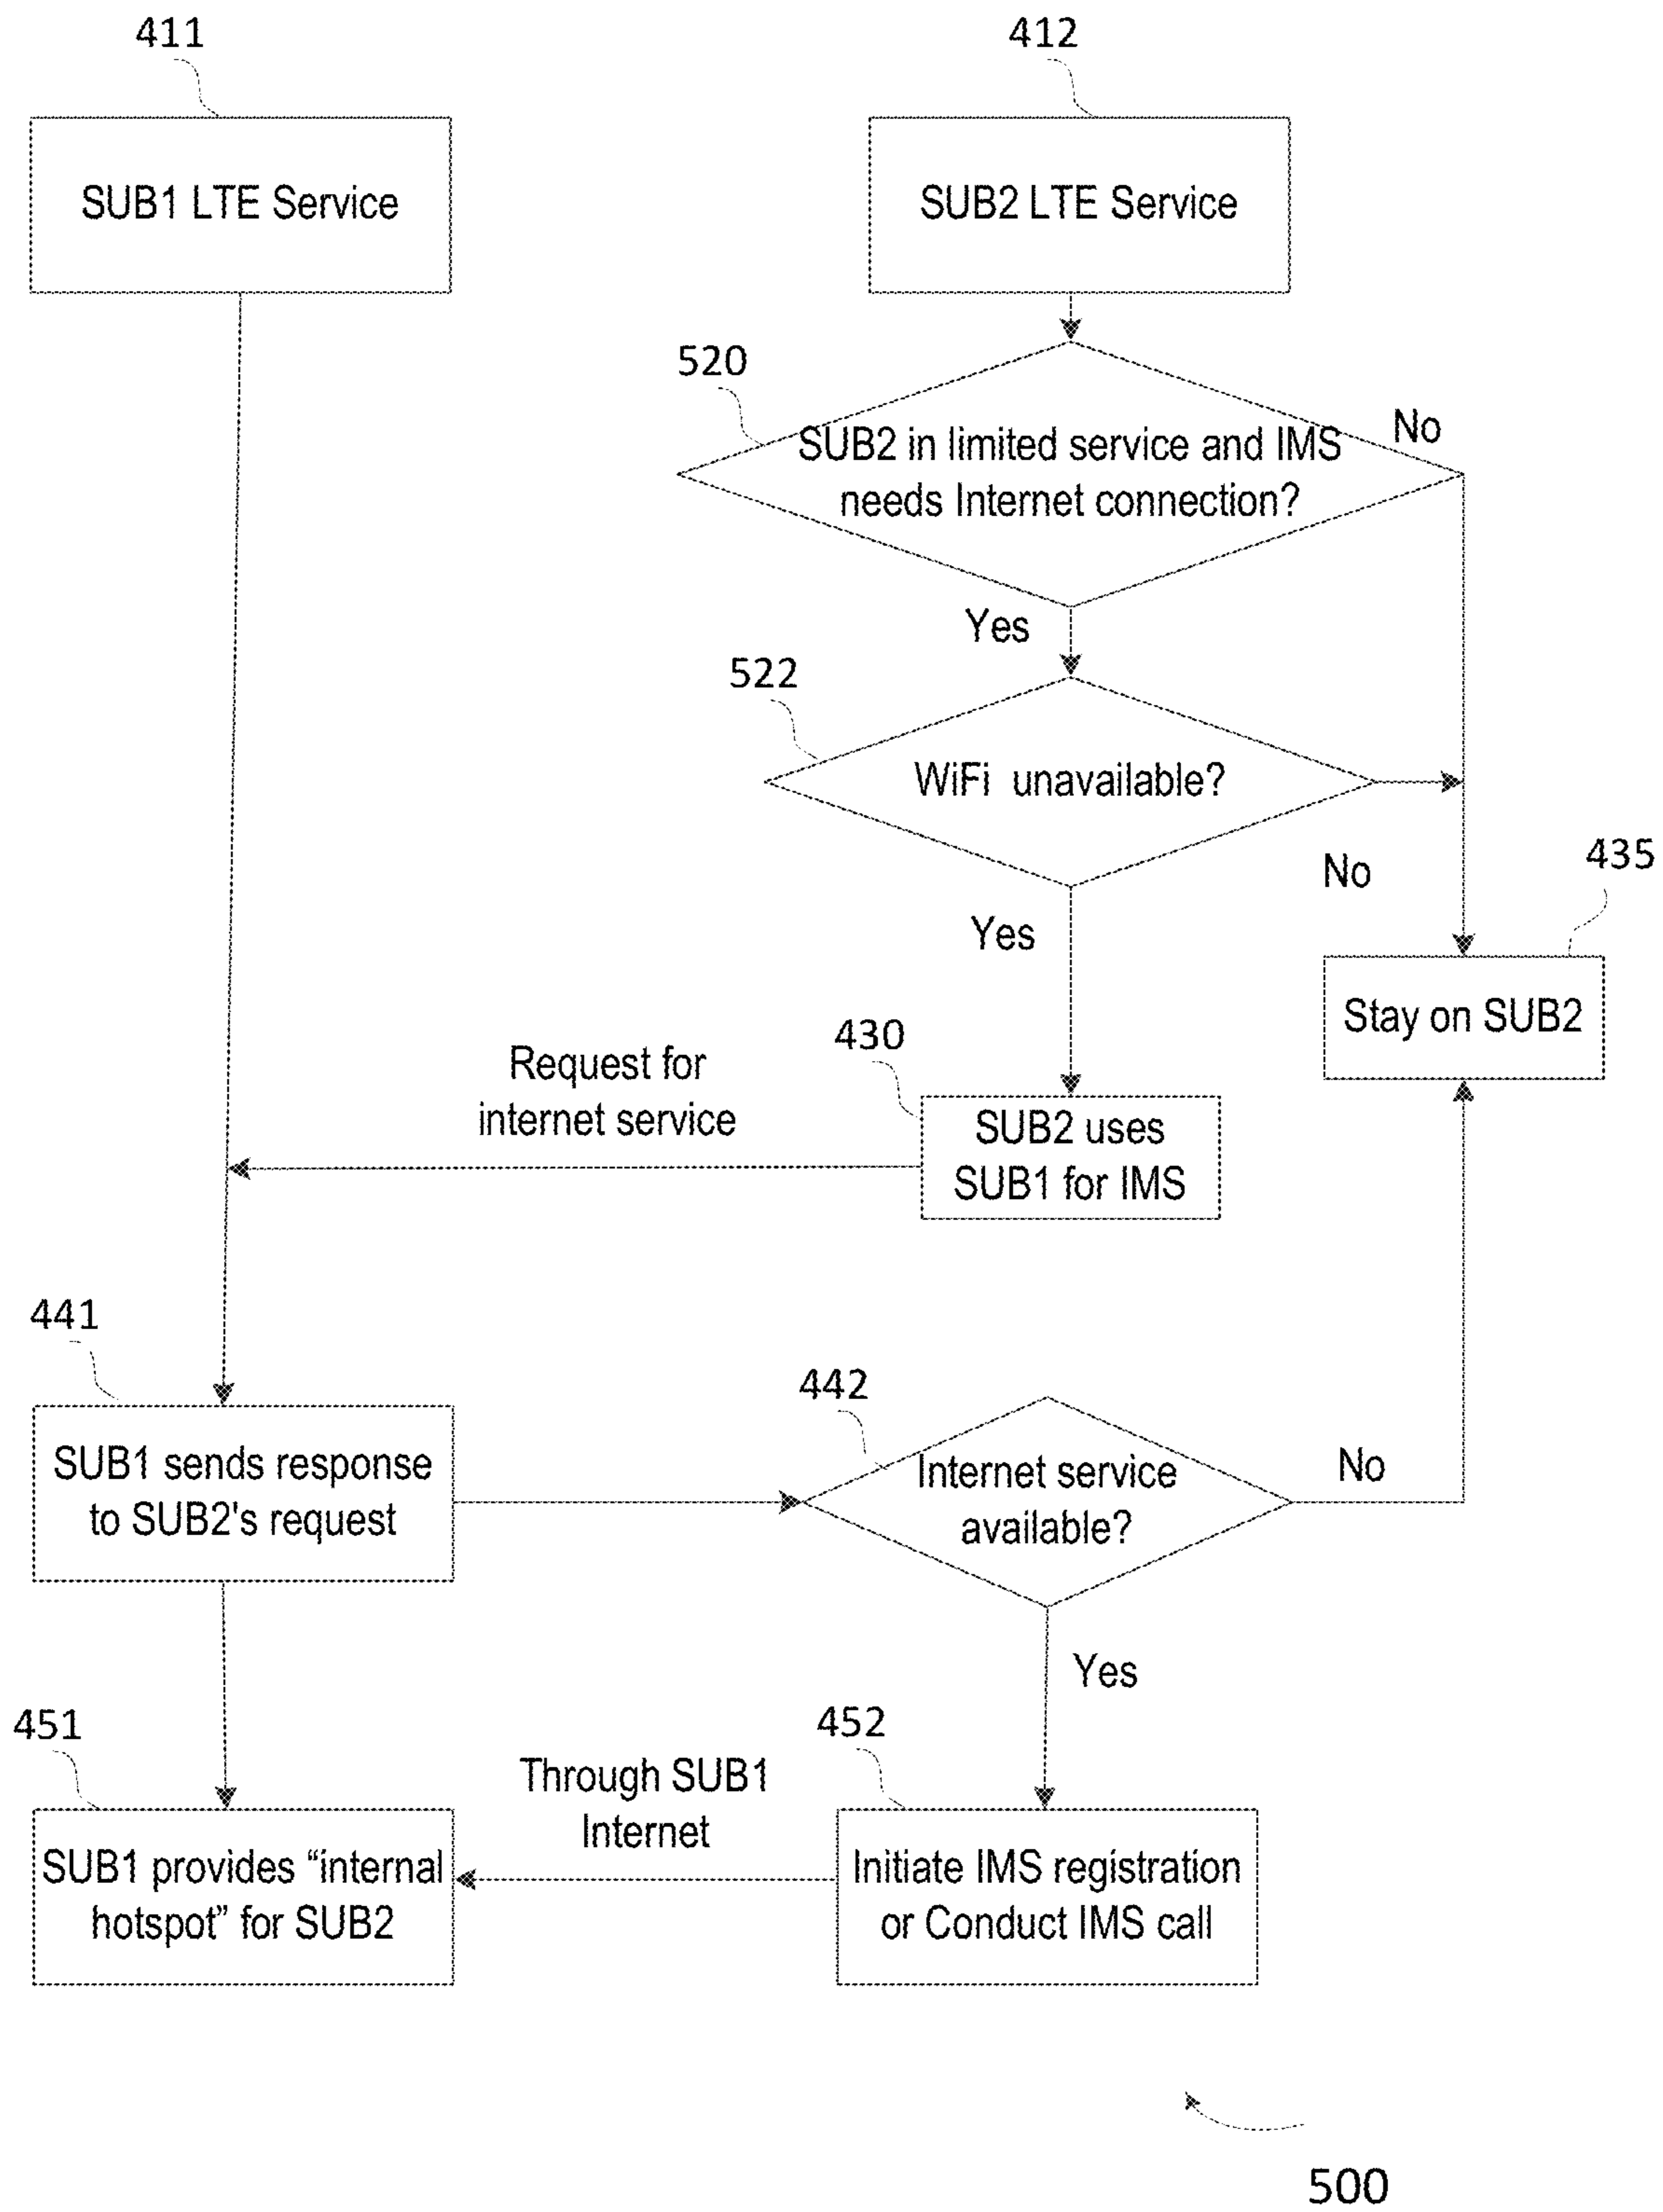 411
412
SUB1 LTE Service
SUB2 LTE Service
520
No
SUB2 in limited service and IMS
needs Internet connection?
Yes
522
WiFi unavailable?
No
435
Yes
Stay on SUB2
430
Request for
internet service
SUB2 uses
SUB1 for IMS
441
442
SUB1 sends response
to SUB2's request
Internet service
available?
No
Yes
451
452
Through SUB1
Internet
SUB1 provides “internal
hotspot” for SUB2
Initiate IMS registration
or Conduct IMS call
500